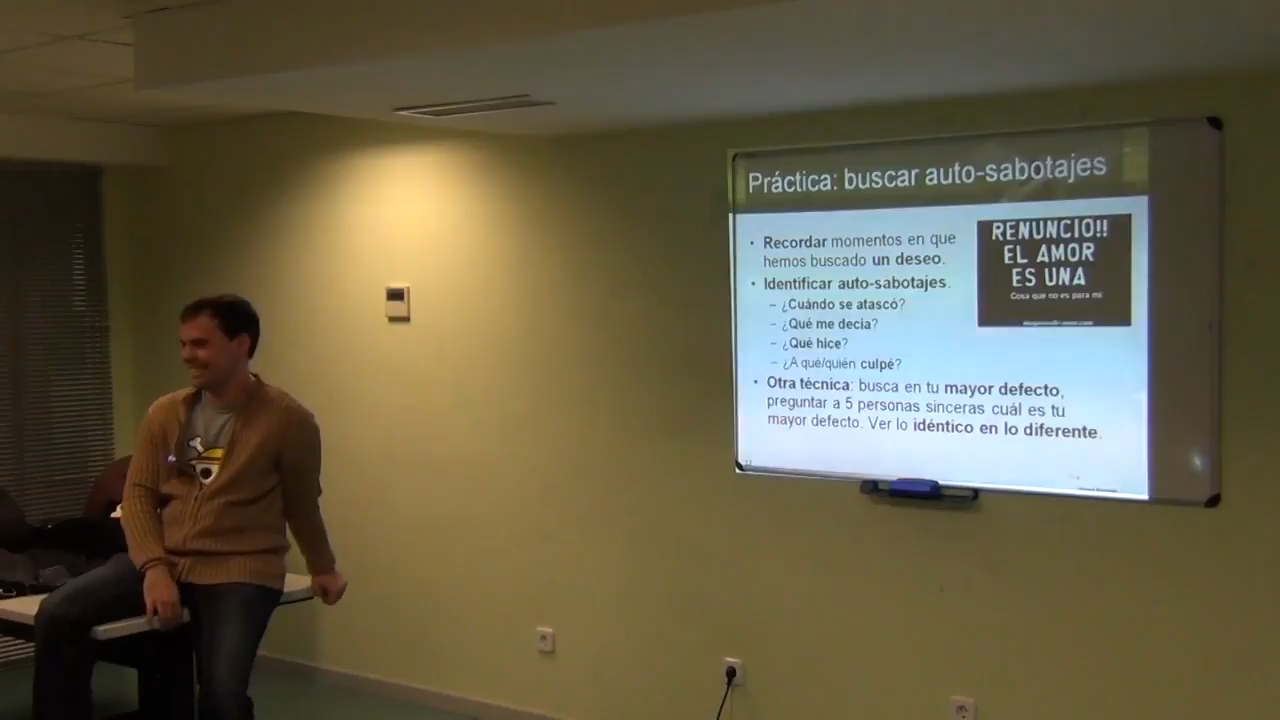 Práctica: buscar auto-sabotajes
• Recordar momentos en que
hemos buscado un deseo.
• Identificar auto-sabotajes.
– ¿Cuándo se atascó?
– ¿Qué me decía?
– ¿Qué hice?
– ¿A qué/quién culpé?
• Otra técnica: busca en tu mayor defecto,
preguntar a 5 personas sinceras cuál es tu
mayor defecto. Ver lo idéntico en lo diferente.
RENUNCIO!!
EL AMOR
ES UNA
Cosa que no es para mi